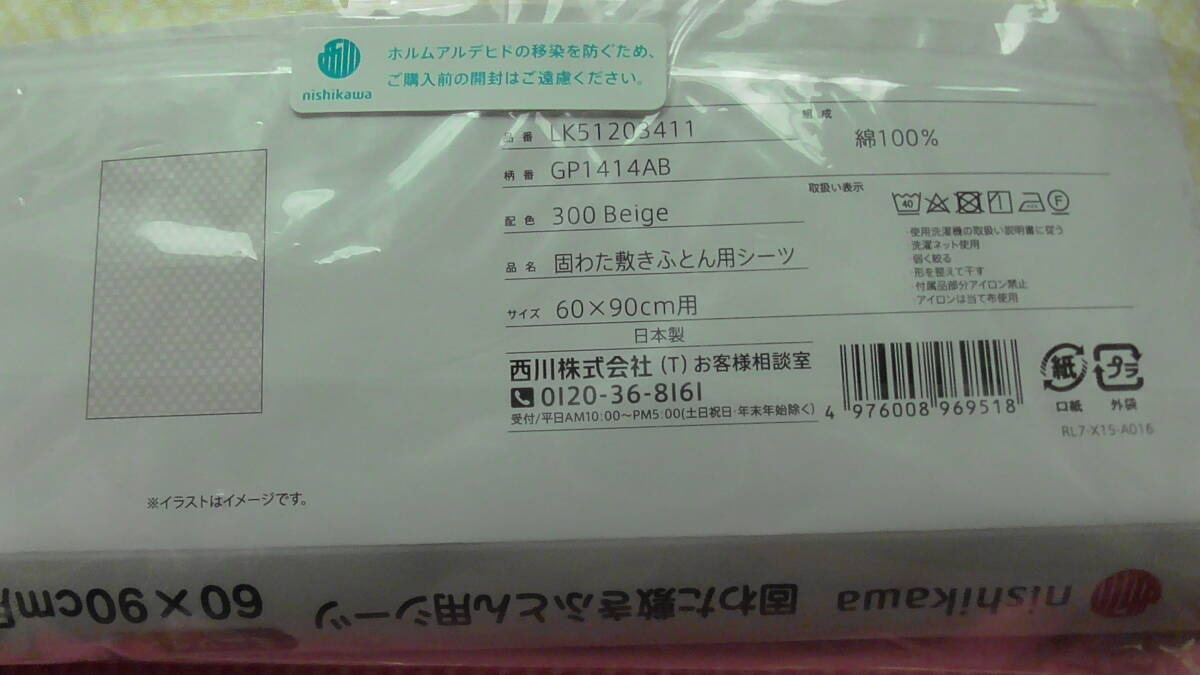 ホルムアルデヒドの移染を防ぐため、
ご購入前の開封はご遠慮ください。
nishikawa
品番 LK51203411
柄番 GP1414AB
配色 300 Beige
品名 固わた敷きふとん用シーツ
サイズ 60×90cm用
日本製
組成
綿100%
取扱い表示
40
F
・使用洗濯機の取扱い説明書に従う
・洗濯ネット使用
・弱く絞る
・形を整えて干す
・付属品部分アイロン禁止
・アイロンは当て布使用
西川株式会社 (T) お客様相談室
0120-36-8161
受付/平日AM10:00〜PM5:00(土日祝日・年末年始除く)
4 976008 969518
紙
口紙
プラ
外袋
RL7-X15-A016
※イラストはイメージです。
nishikawa 固わた敷きふとん用シーツ 60×90cm用